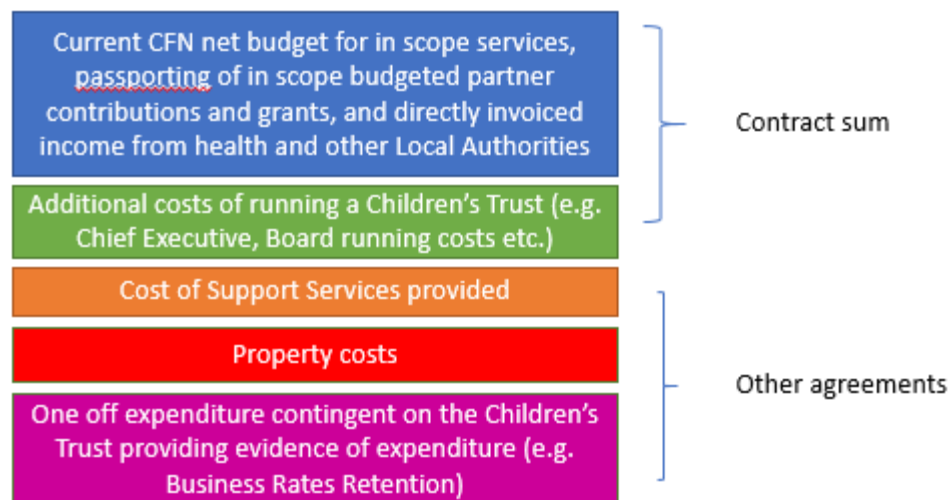 Current CFN net budget for in scope services,
passporting of in scope budgeted partner
contributions and grants, and directly invoiced
income from health and other Local Authorities
Contract sum
Additional costs of running a Children’s Trust (e.g.
Chief Executive, Board running costs etc.)
Cost of Support Services provided
Property costs
Other agreements
One off expenditure contingent on the Children’s
Trust providing evidence of expenditure (e.g.
Business Rates Retention)